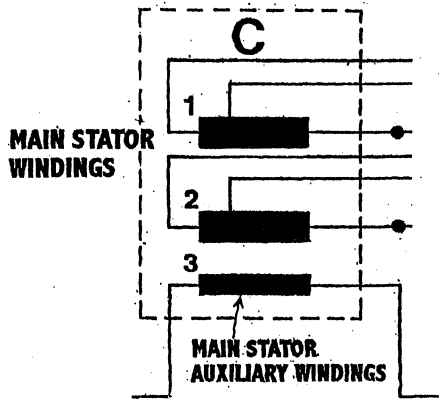 C
1
MAIN STATOR
WINDINGS
2
3
MAIN STATOR
AUXILIARY WINDINGS